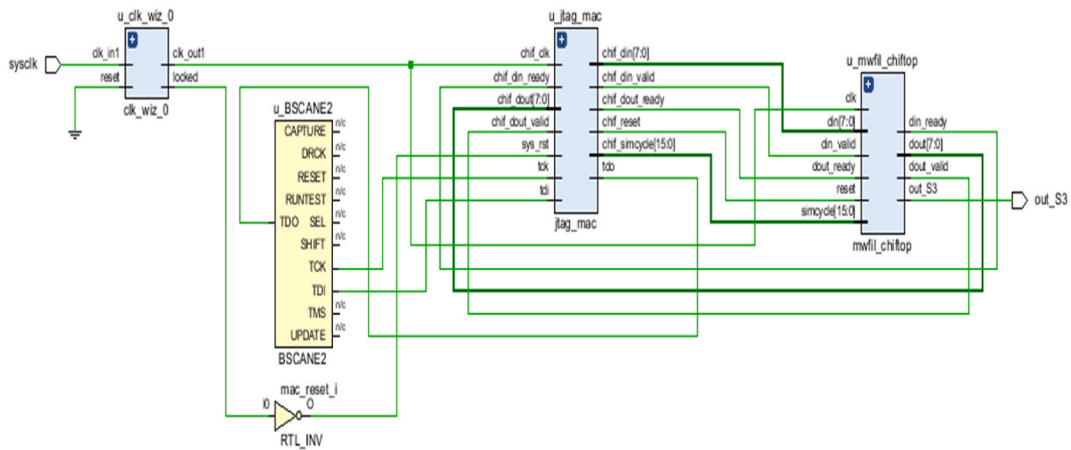 u_clk_wiz_0
sysclk
clk_in1
reset
clk_out1
locked
clk_wiz_0
u_BSCANE2
CAPTURE n/c
DRCK n/c
RESET n/c
RUNTEST n/c
TDO SEL n/c
SHIFT n/c
TCK
TDI
TMS n/c
UPDATE n/c
BSCANE2
mac_reset_i
I0 O
RTL_INV
u_jtag_mac
chif_clk
chif_din_ready
chif_dout[7:0]
chif_dout_valid
sys_rst
tck
tdi
chif_din[7:0]
chif_din_valid
chif_dout_ready
chif_reset
chif_simcycle[15:0]
tdo
jtag_mac
u_mwfil_chiftop
clk
din[7:0]
din_valid
dout_ready
reset
simcycle[15:0]
din_ready
dout[7:0]
dout_valid
out_S3
mwfil_chiftop
out_S3